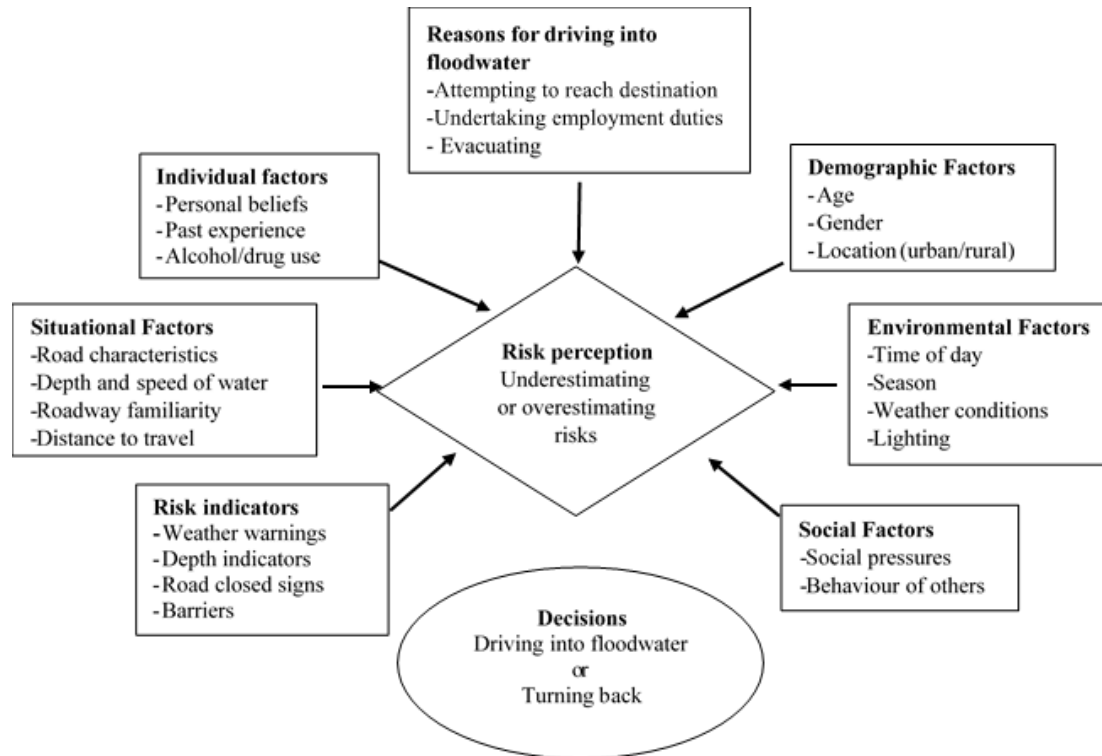 Reasons for driving into
floodwater
-Attempting to reach destination
-Undertaking employment duties
- Evacuating
Individual factors
-Personal beliefs
-Past experience
-Alcohol/drug use
Demographic Factors
-Age
-Gender
-Location (urban/rural)
Situational Factors
-Road characteristics
-Depth and speed of water
-Roadway familiarity
-Distance to travel
Risk perception
Underestimating
or overestimating
risks
Environmental Factors
-Time of day
-Season
-Weather conditions
-Lighting
Risk indicators
-Weather warnings
-Depth indicators
-Road closed signs
-Barriers
Social Factors
-Social pressures
-Behaviour of others
Decisions
Driving into floodwater
or
Turning back